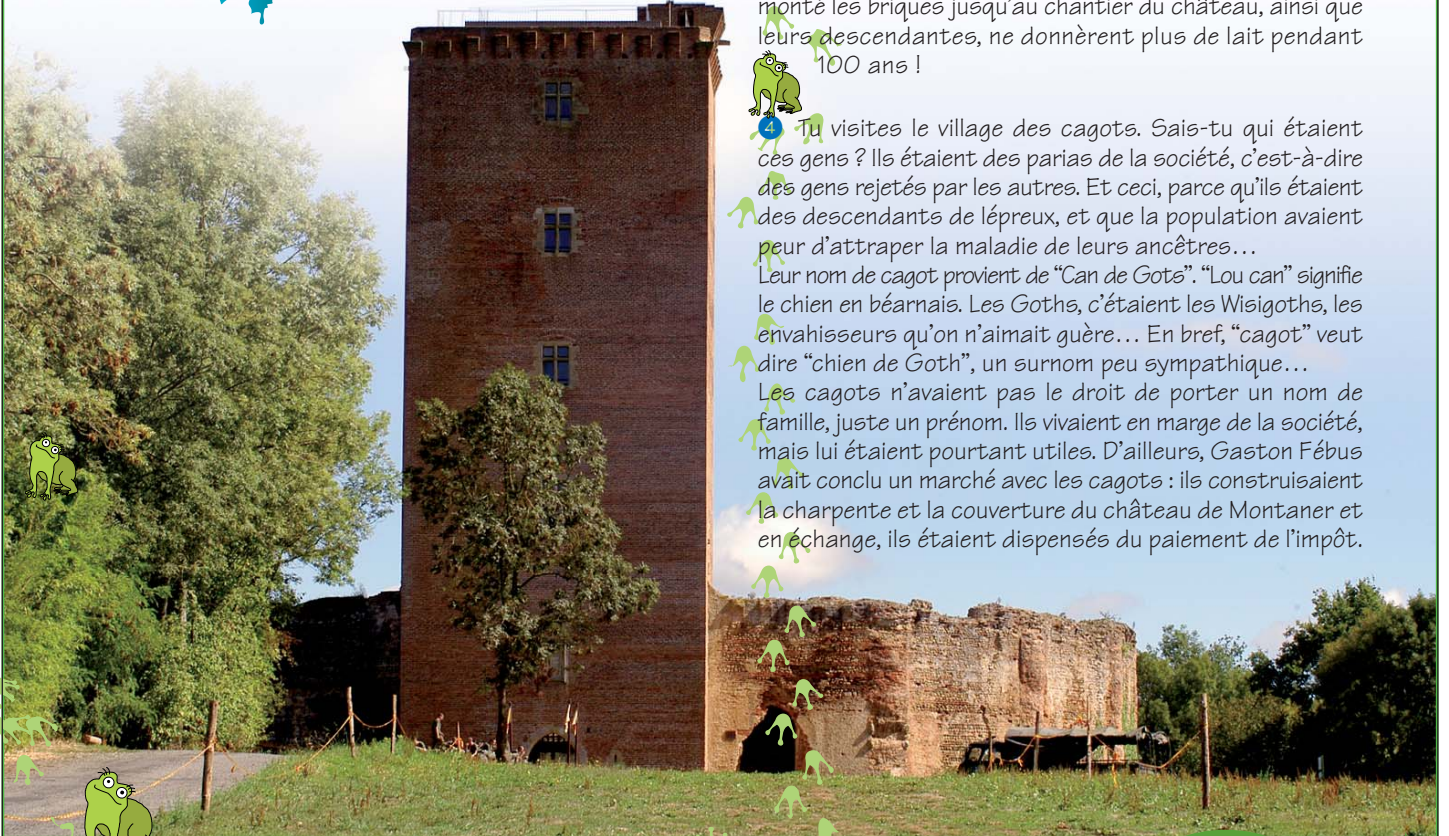 monté les briques jusqu'au chantier du château, ainsi que
leurs descendantes, ne donnèrent plus de lait pendant
100 ans !
4 Tu visites le village des cagots. Sais-tu qui étaient
ces gens ? Ils étaient des parias de la société, c'est-à-dire
des gens rejetés par les autres. Et ceci, parce qu'ils étaient
des descendants de lépreux, et que la population avaient
peur d'attraper la maladie de leurs ancêtres…
Leur nom de cagot provient de “Can de Gots”. “Lou can” signifie
le chien en béarnais. Les Goths, c'étaient les Wisigoths, les
envahisseurs qu'on n'aimait guère… En bref, “cagot” veut
dire “chien de Goth”, un surnom peu sympathique…
Les cagots n'avaient pas le droit de porter un nom de
famille, juste un prénom. Ils vivaient en marge de la société,
mais lui étaient pourtant utiles. D'ailleurs, Gaston Fébus
avait conclu un marché avec les cagots : ils construisaient
la charpente et la couverture du château de Montaner et
en échange, ils étaient dispensés du paiement de l'impôt.